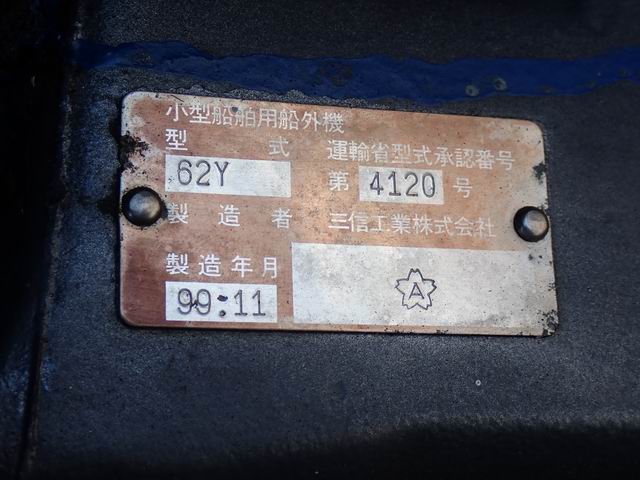 小型船舶用船外機
型式 運輸省型式承認番号
62Y 第 4120 号
製造者 三信工業株式会社
製造年月
99:11
A